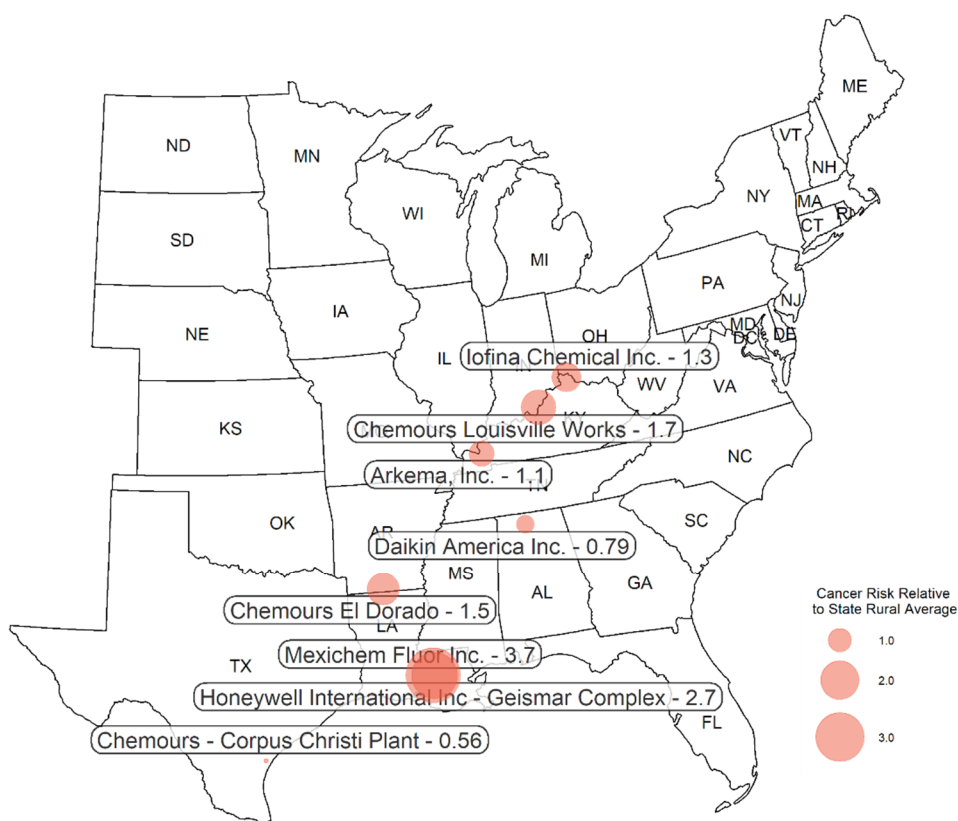 ME
ND
MN
VT
NH
WI
NY
MA
CT
RI
SD
MI
PA
IA
NJ
NE
OH
MD
DC
DE
IL
Iofina Chemical Inc. - 1.3
WV
VA
KS
KY
Chemours Louisville Works - 1.7
NC
Arkema, Inc. - 1.1
TN
OK
AR
SC
Daikin America Inc. - 0.79
MS
AL
GA
Chemours El Dorado - 1.5
LA
Cancer Risk Relative
to State Rural Average
1.0
Mexichem Fluor Inc. - 3.7
TX
2.0
Honeywell International Inc - Geismar Complex - 2.7
FL
Chemours - Corpus Christi Plant - 0.56
3.0